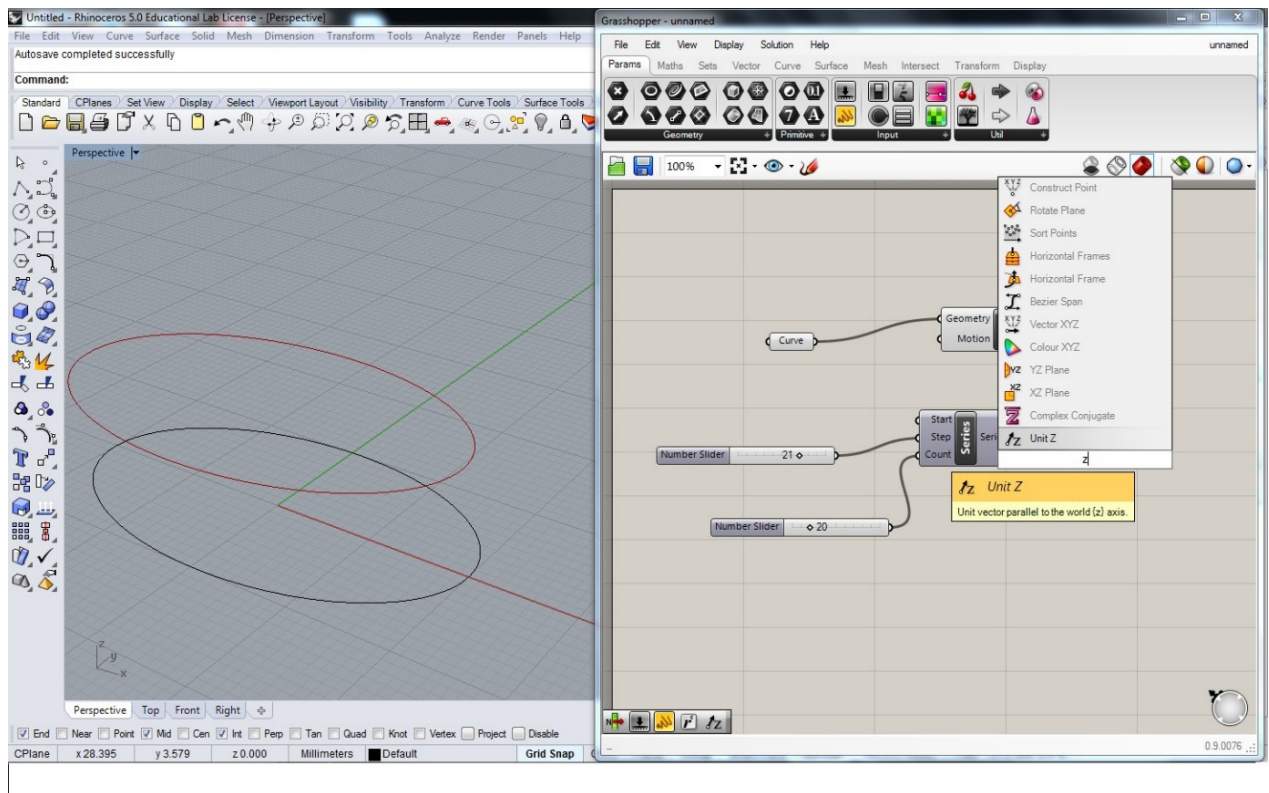 Untitled - Rhinoceros 5.0 Educational Lab License - [Perspective]
File Edit View Curve Surface Solid Mesh Dimension Transform Tools Analyze Render Panels Help
Autosave completed successfully
Command:
Standard CPlanes Set View Display Select Viewport Layout Visibility Transform Curve Tools Surface Tools
Perspective
z
y
x
Perspective Top Front Right
End Near Point Mid Cen Int Perp Tan Quad Knot Vertex Project Disable
CPlane x 28.395 y 3.579 z 0.000 Millimeters Default Grid Snap
Grasshopper - unnamed
File Edit View Display Solution Help unnamed
Params Maths Sets Vector Curve Surface Mesh Intersect Transform Display
Geometry Primitive Input Util
100%
Construct Point
Rotate Plane
Sort Points
Horizontal Frames
Horizontal Frame
Bezier Span
Vector XYZ
Colour XYZ
YZ Plane
XZ Plane
Complex Conjugate
Unit Z
z
Unit Z
Unit vector parallel to the world {z} axis.
Curve
Geometry
Motion
Start
Step
Count
Series
Seri
Number Slider 21
Number Slider 20
0.9.0076